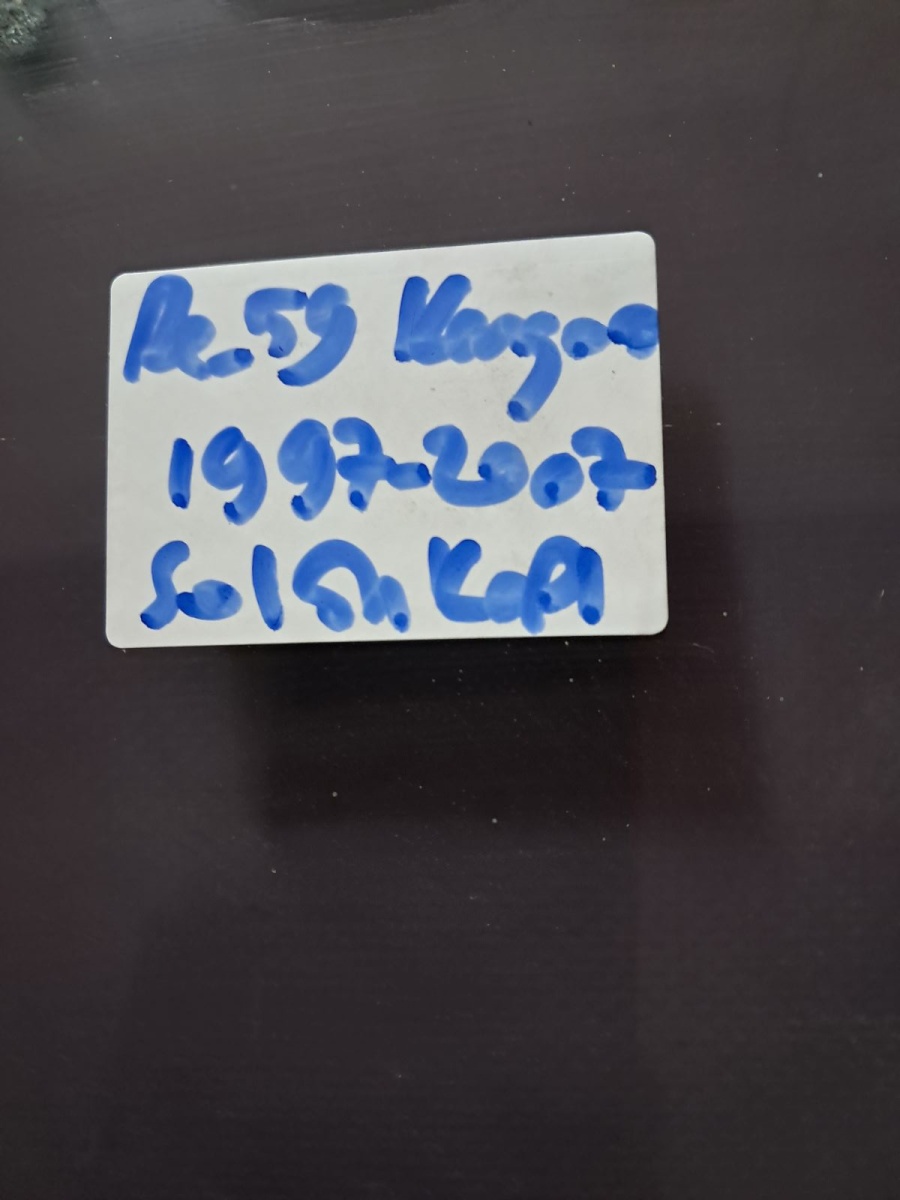 Re.59 Kangoo
1997-2007
Sol Ön Kapı